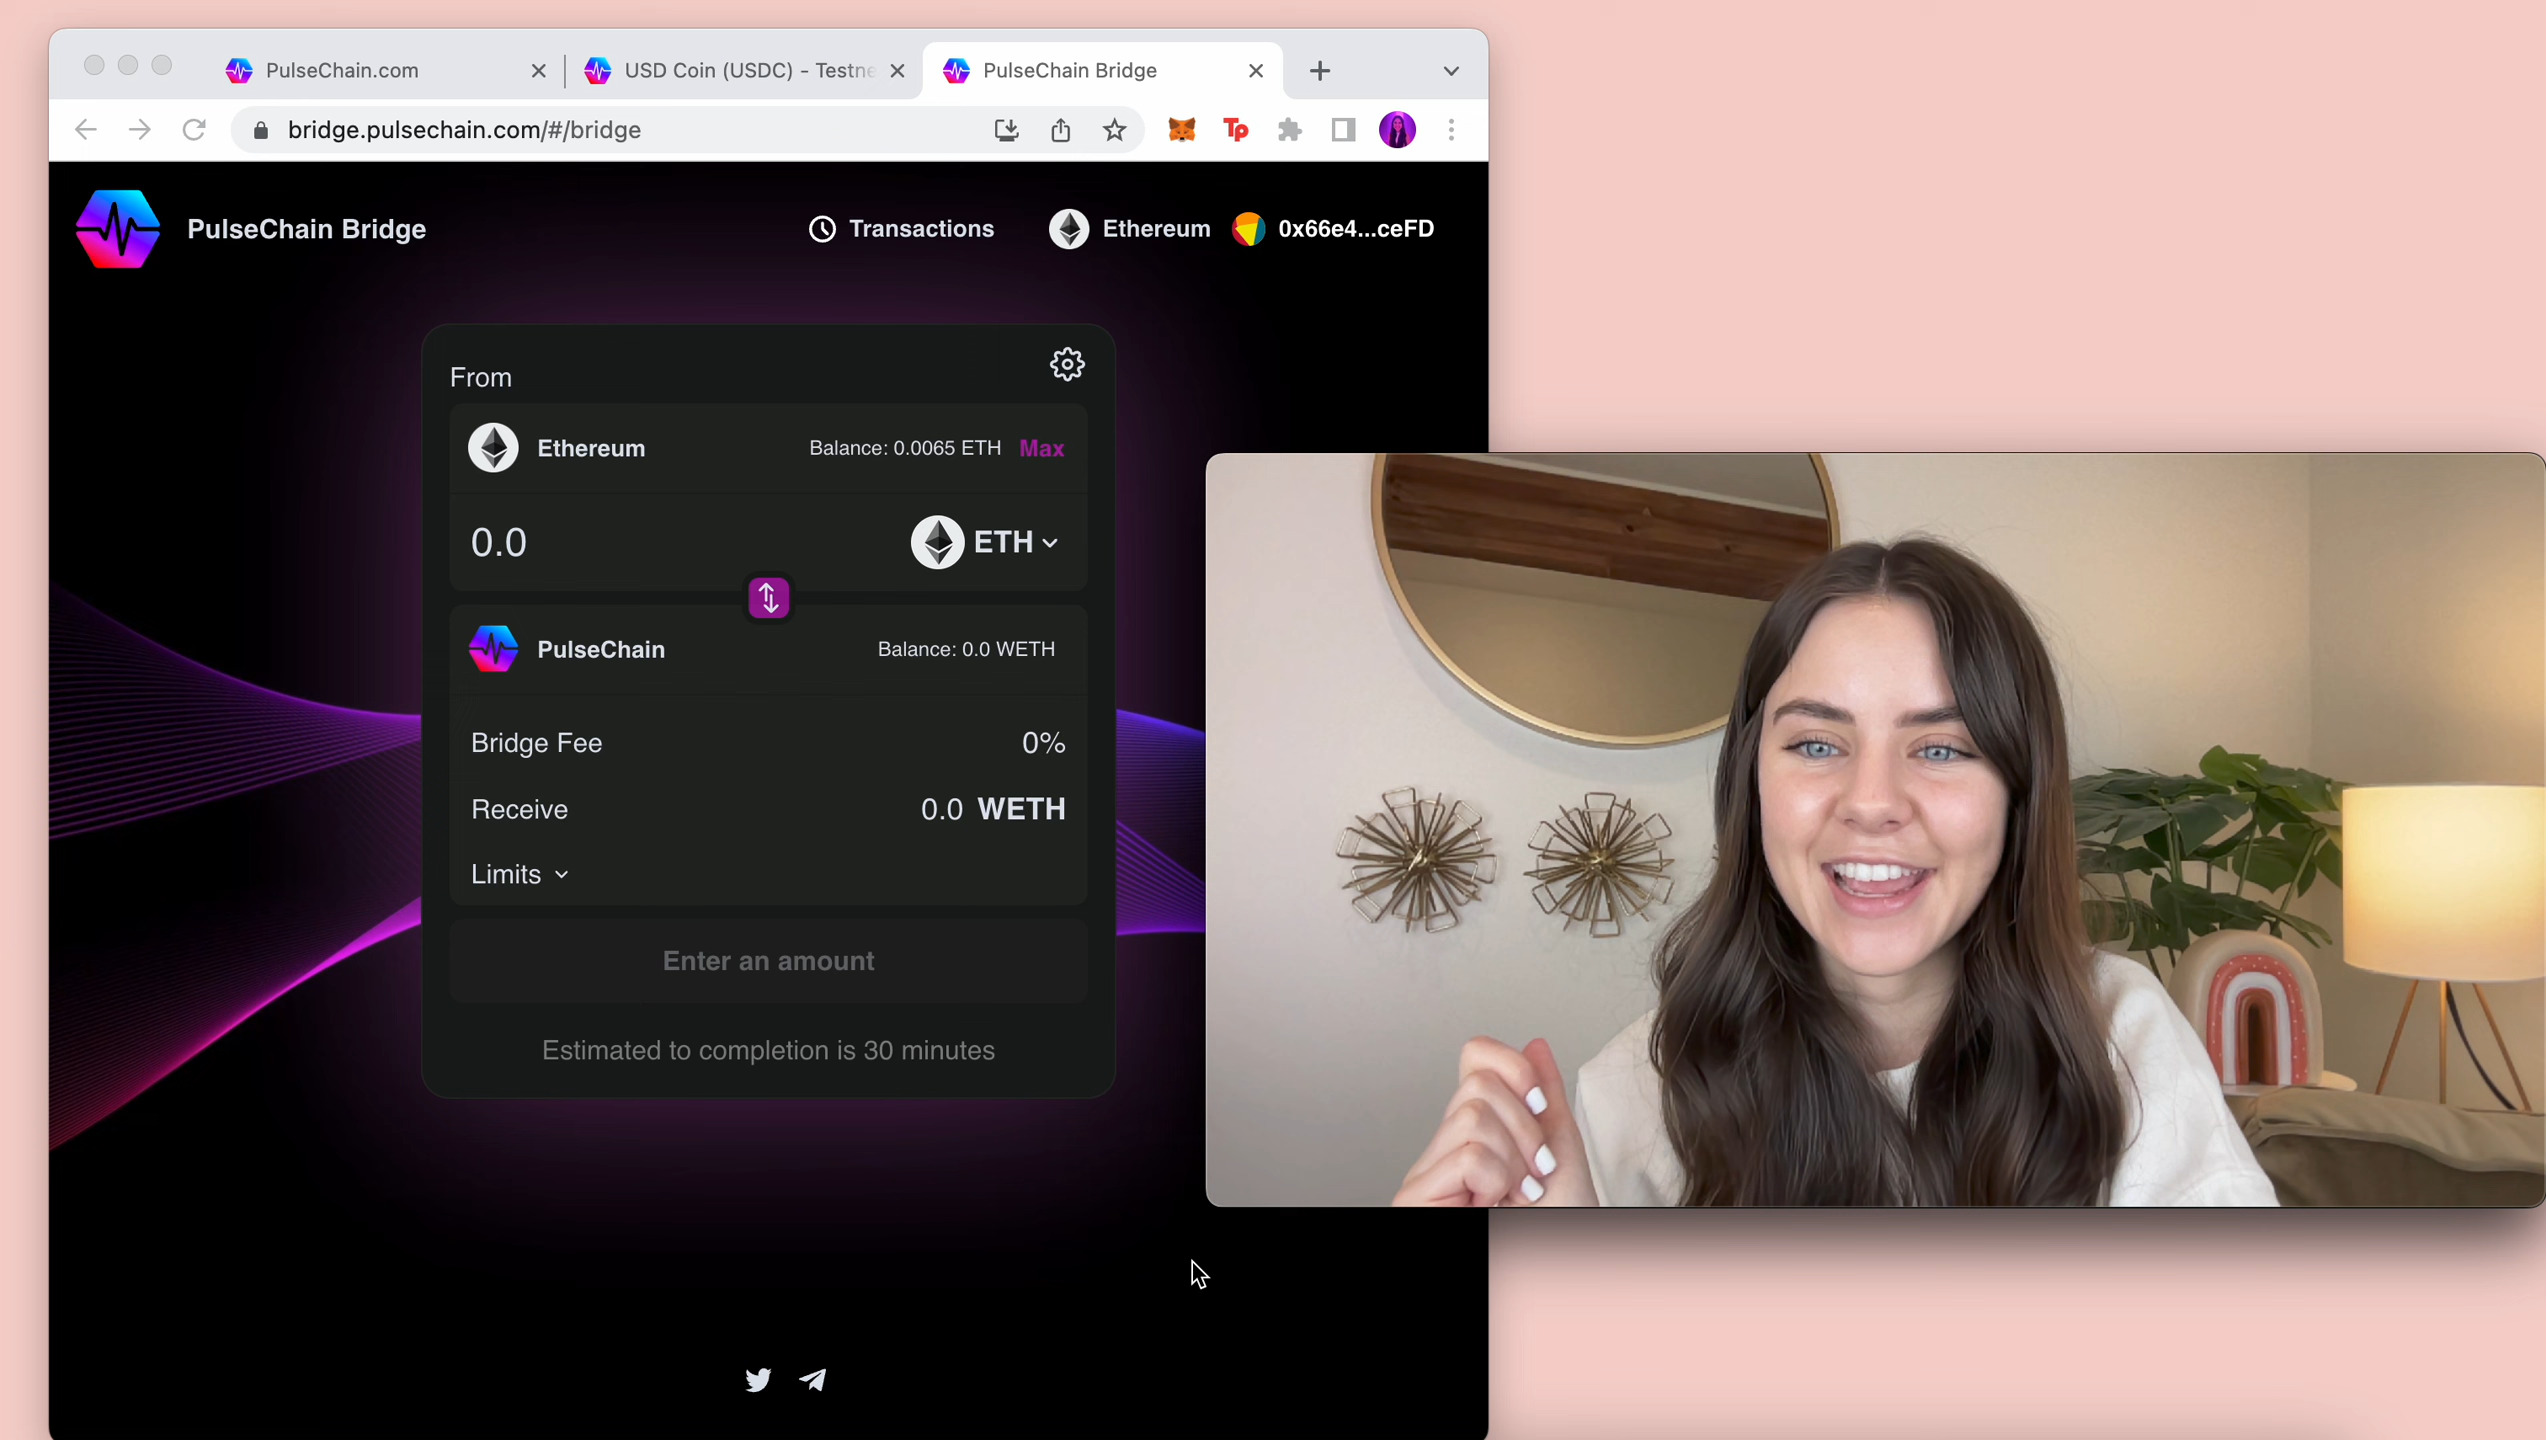 PulseChain.com
USD Coin (USDC) - Testne
PulseChain Bridge
bridge.pulsechain.com/#/bridge
Tp
PulseChain Bridge
Transactions
Ethereum
0x66e4...ceFD
From
Ethereum
Balance: 0.0065 ETH Max
0.0
ETH
PulseChain
Balance: 0.0 WETH
Bridge Fee
0%
Receive
0.0 WETH
Limits
Enter an amount
Estimated to completion is 30 minutes